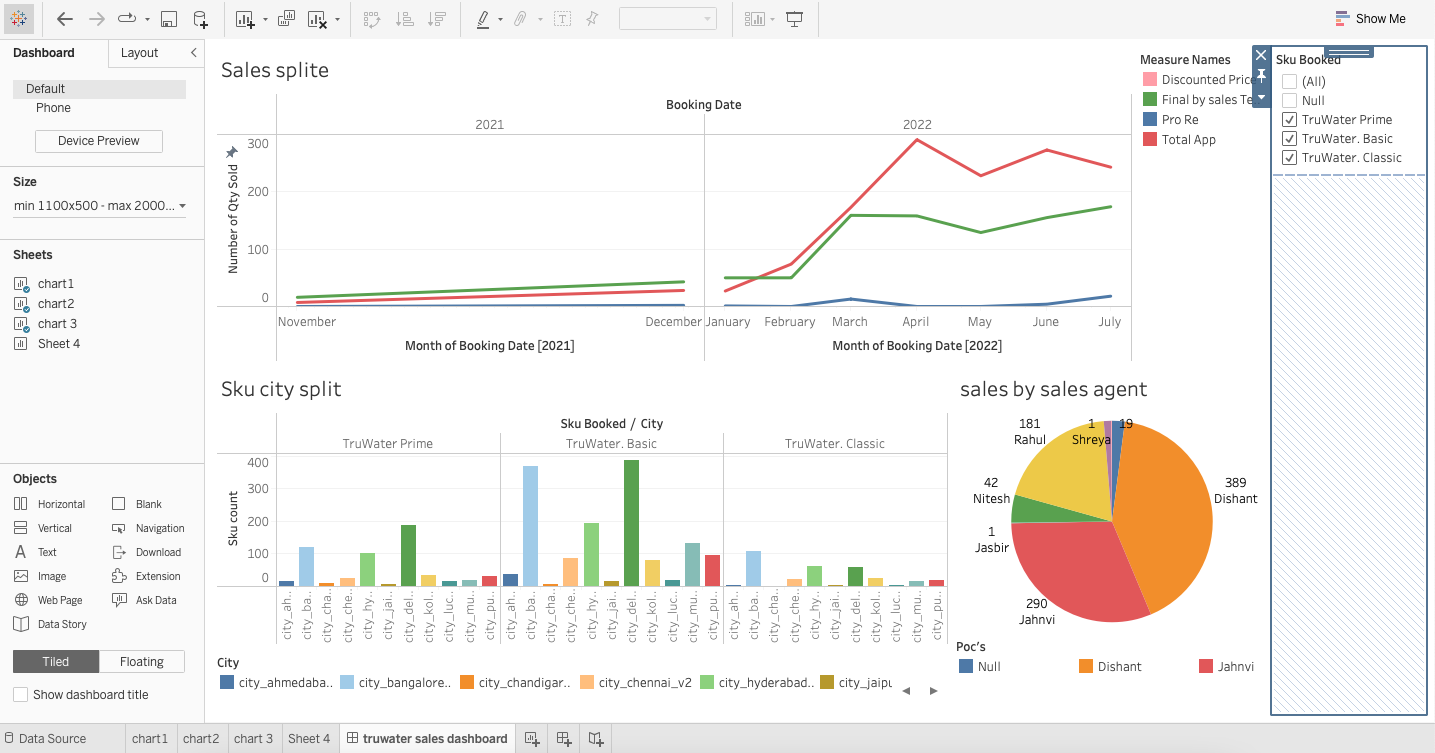 Show Me
Dashboard
Layout
Default
Phone
Device Preview
Size
min 1100x500 - max 2000...
Sheets
chart1
chart2
chart 3
Sheet 4
Objects
Horizontal
Blank
Vertical
Navigation
A Text
Download
Image
Extension
Web Page
Ask Data
Data Story
Tiled
Floating
Show dashboard title
Sales splite
Booking Date
2021
2022
Number of Qty Sold
300
200
100
0
November
December
January
February
March
April
May
June
July
Month of Booking Date [2021]
Month of Booking Date [2022]
Measure Names
Discounted Price
Final by sales Te..
Pro Re
Total App
Sku Booked
(All)
Null
TruWater Prime
TruWater. Basic
TruWater. Classic
Sku city split
Sku Booked / City
TruWater Prime
TruWater. Basic
TruWater. Classic
Sku count
400
300
200
100
0
city_ah..
city_ba..
city_cha..
city_che..
city_hy..
city_jai..
city_del..
city_kol..
city_luc..
city_mu..
city_pu..
city_ah..
city_ba..
city_cha..
city_che..
city_hy..
city_jai..
city_del..
city_kol..
city_luc..
city_mu..
city_pu..
city_ah..
city_ba..
city_cha..
city_che..
city_hy..
city_jai..
city_del..
city_kol..
city_luc..
city_mu..
city_pu..
City
city_ahmedaba..
city_bangalore..
city_chandigar..
city_chennai_v2
city_hyderabad..
city_jaipu
sales by sales agent
181
Rahul
1
Shreya
19
389
Dishant
42
Nitesh
1
Jasbir
290
Jahnvi
Poc's
Null
Dishant
Jahnvi
Data Source
chart1
chart2
chart 3
Sheet 4
truwater sales dashboard